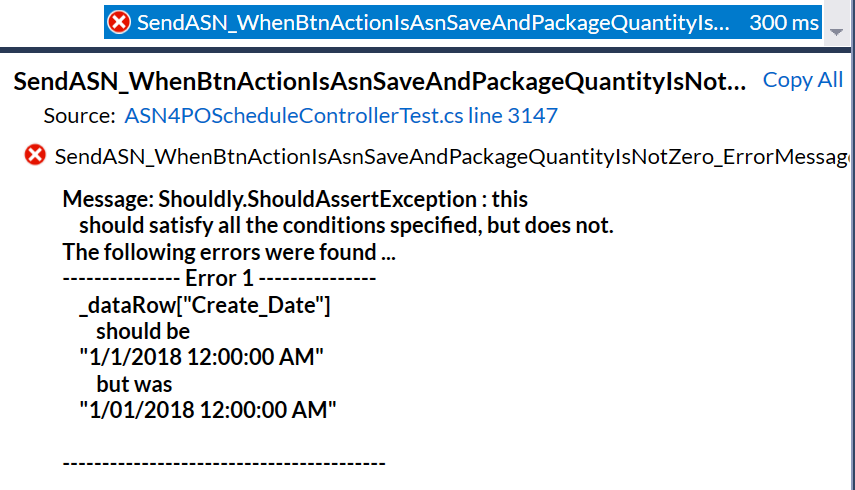 SendASN_WhenBtnActionIsAsnSaveAndPackageQuantityIs... 300 ms
SendASN_WhenBtnActionIsAsnSaveAndPackageQuantityIsNot... Copy All
Source: ASN4POScheduleControllerTest.cs line 3147
SendASN_WhenBtnActionIsAsnSaveAndPackageQuantityIsNotZero_ErrorMessage
Message: Shouldly.ShouldAssertException : this
should satisfy all the conditions specified, but does not.
The following errors were found ...
--------------- Error 1 ---------------
_dataRow["Create_Date"]
should be
"1/1/2018 12:00:00 AM"
but was
"1/01/2018 12:00:00 AM"
-----------------------------------------